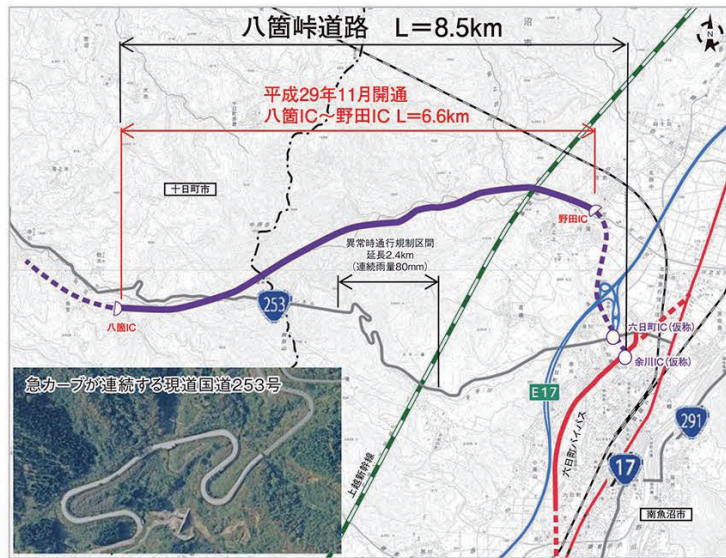 八箇峠道路 L=8.5km
N
平成29年11月開通
八箇IC~野田IC L=6.6km
十日町市
野田IC
異常時通行規制区間
延長2.4km
(連続雨量80mm)
253
八箇IC
六日町IC(仮称)
余川IC(仮称)
急カーブが連続する現道国道253号
E17
291
六日町バイパス
上越新幹線
17
南魚沼市